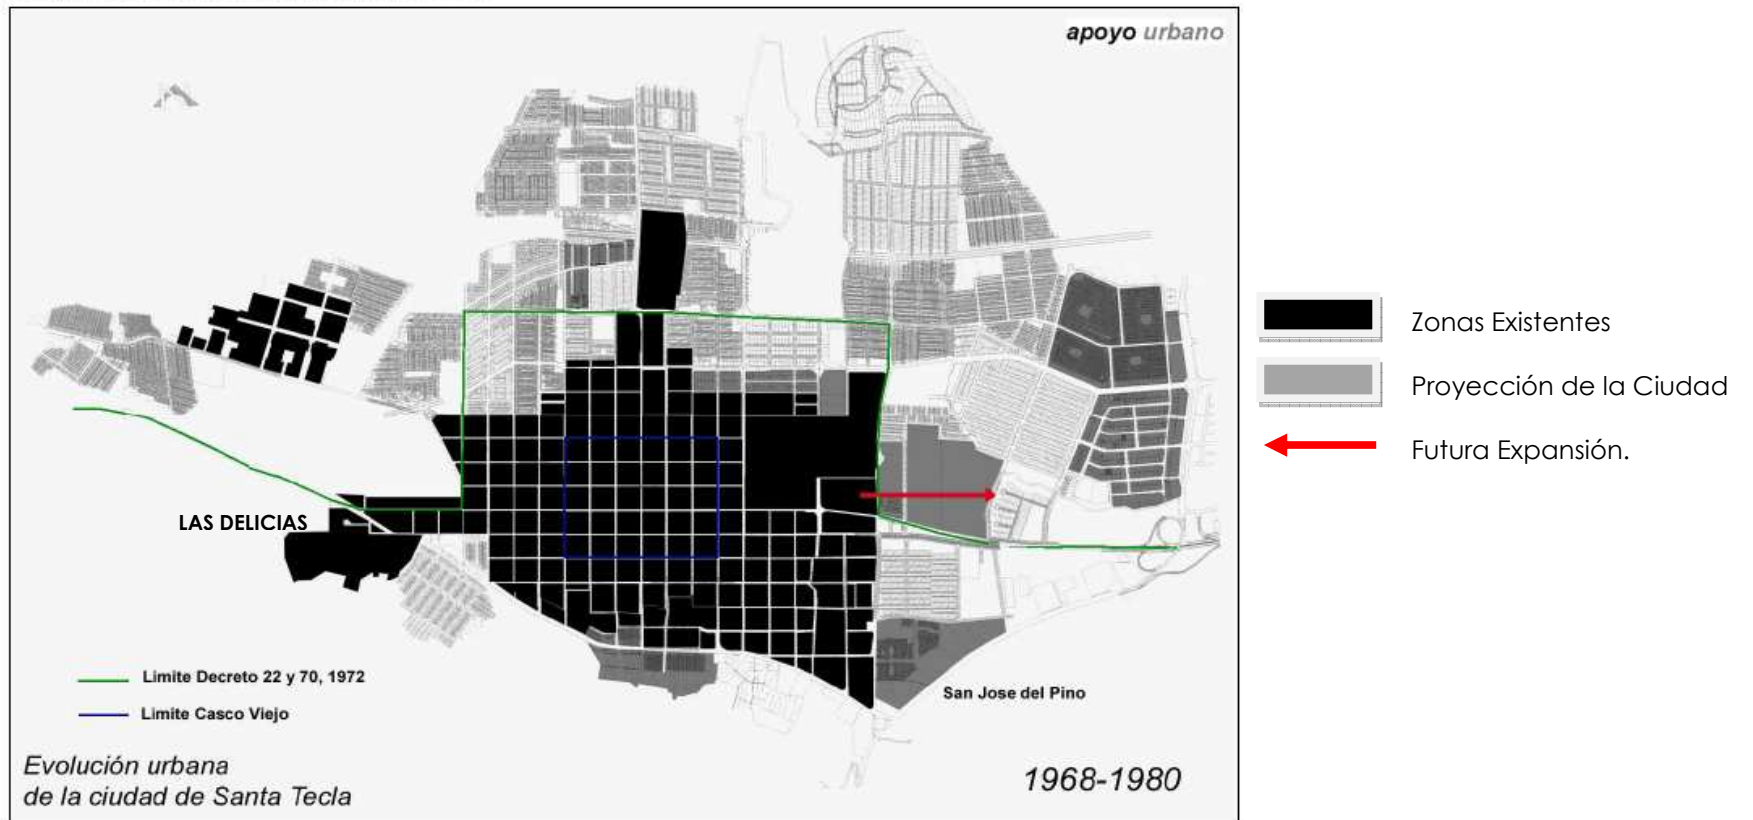 apoyo urbano
Zonas Existentes
Proyección de la Ciudad
Futura Expansión.
LAS DELICIAS
Limite Decreto 22 y 70, 1972
Limite Casco Viejo
San Jose del Pino
Evolución urbana
de la ciudad de Santa Tecla
1968-1980